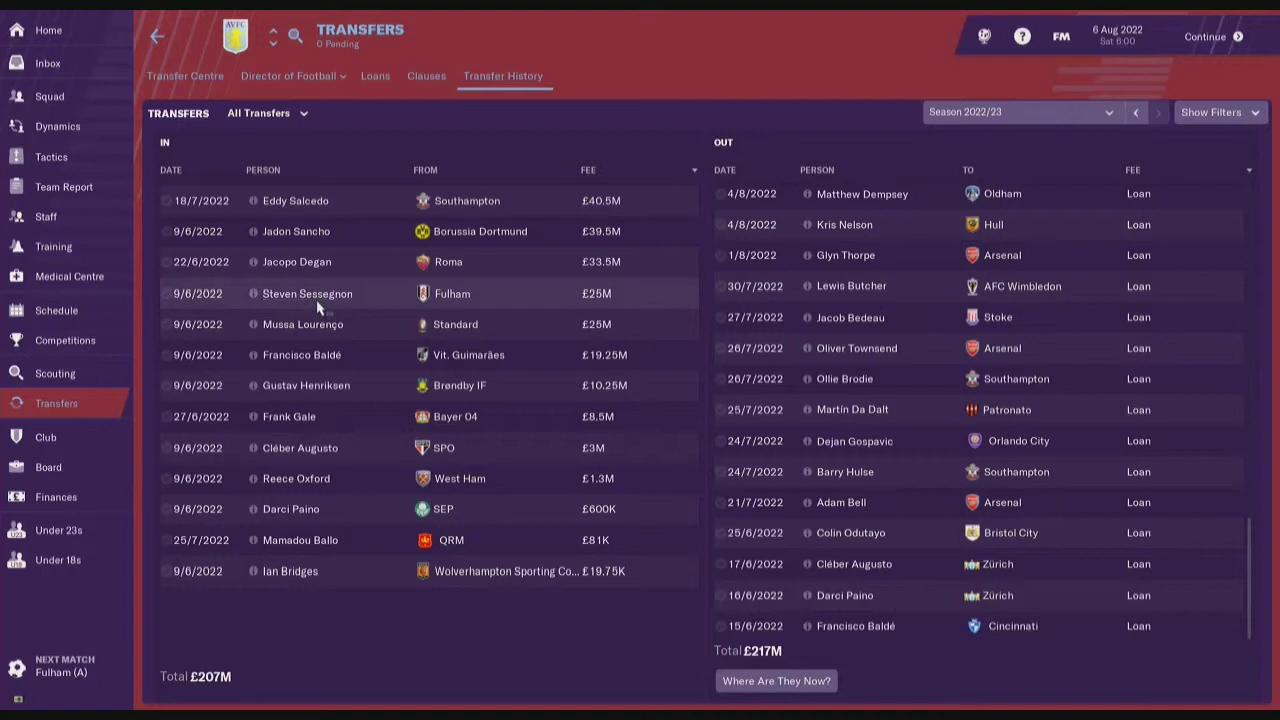 Home
Inbox
Squad
Dynamics
Tactics
Team Report
Staff
Training
Medical Centre
Schedule
Competitions
Scouting
Transfers
Club
Board
Finances
Under 23s
Under 18s
NEXT MATCH
Fulham (A)
AVFC
TRANSFERS
0 Pending
6 Aug 2022
Sat 6:00
FM
Continue
Transfer Centre Director of Football Loans Clauses Transfer History
TRANSFERS All Transfers Season 2022/23 Show Filters
IN
DATE PERSON FROM FEE
18/7/2022 Eddy Salcedo Southampton £40.5M
9/6/2022 Jadon Sancho Borussia Dortmund £39.5M
22/6/2022 Jacopo Degan Roma £33.5M
9/6/2022 Steven Sessegnon Fulham £25M
9/6/2022 Mussa Lourenço Standard £25M
9/6/2022 Francisco Baldé Vit. Guimarães £19.25M
9/6/2022 Gustav Henriksen Brøndby IF £10.25M
27/6/2022 Frank Gale Bayer 04 £8.5M
9/6/2022 Cléber Augusto SPO £3M
9/6/2022 Reece Oxford West Ham £1.3M
9/6/2022 Darci Paino SEP £600K
25/7/2022 Mamadou Ballo QRM £81K
9/6/2022 Ian Bridges Wolverhampton Sporting Co... £19.75K
Total £207M
OUT
DATE PERSON TO FEE
4/8/2022 Matthew Dempsey Oldham Loan
4/8/2022 Kris Nelson Hull Loan
1/8/2022 Glyn Thorpe Arsenal Loan
30/7/2022 Lewis Butcher AFC Wimbledon Loan
27/7/2022 Jacob Bedeau Stoke Loan
26/7/2022 Oliver Townsend Arsenal Loan
26/7/2022 Ollie Brodie Southampton Loan
25/7/2022 Martín Da Dalt Patronato Loan
24/7/2022 Dejan Gospavic Orlando City Loan
24/7/2022 Barry Hulse Southampton Loan
21/7/2022 Adam Bell Arsenal Loan
25/6/2022 Colin Odutayo Bristol City Loan
17/6/2022 Cléber Augusto Zürich Loan
16/6/2022 Darci Paino Zürich Loan
15/6/2022 Francisco Baldé Cincinnati Loan
Total £217M
Where Are They Now?